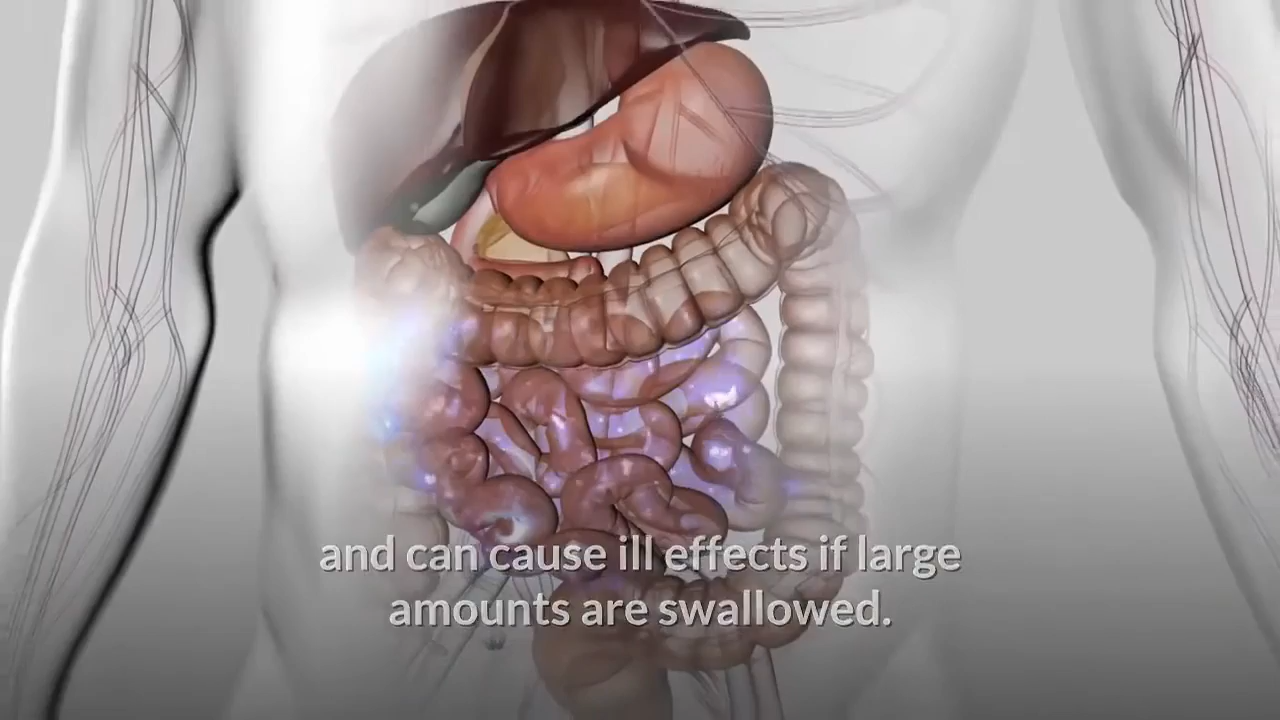 and can cause ill effects if large
amounts are swallowed.